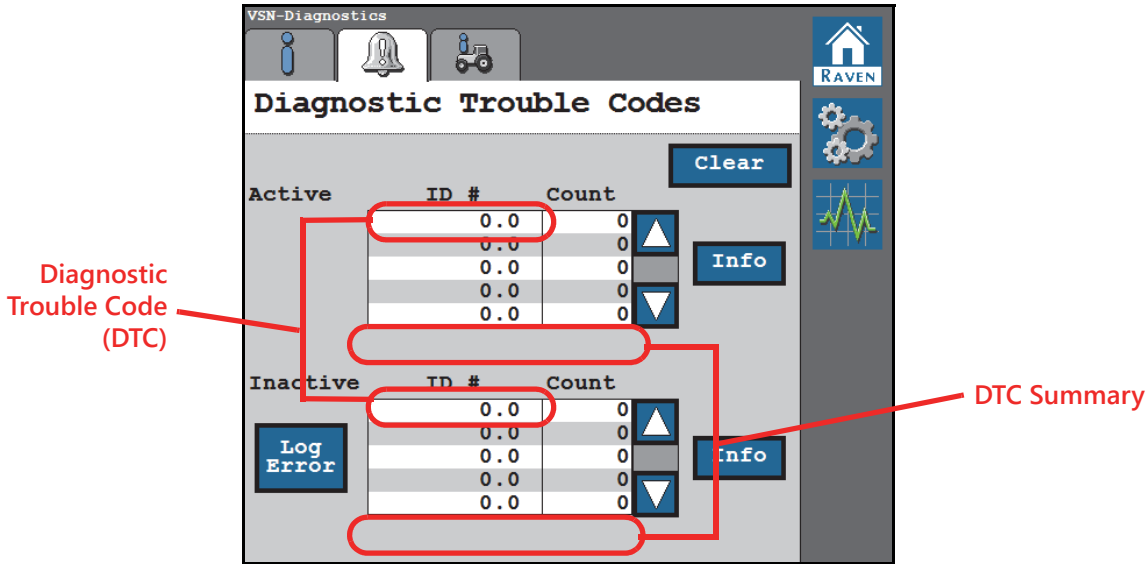 VSN-Diagnostics
RAVEN
Diagnostic Trouble Codes
Clear
Active ID # Count
0.0 0
0.0 0
0.0 0
0.0 0
0.0 0
Info
Diagnostic
Trouble Code
(DTC)
Inactive ID # Count
0.0 0
0.0 0
0.0 0
0.0 0
0.0 0
Log
Error
Info
DTC Summary